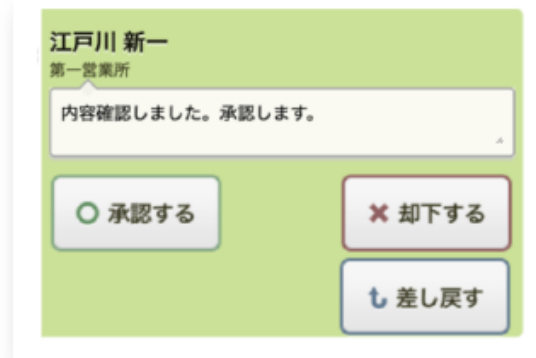 江戸川 新一
第一営業所
内容確認しました。承認します。
承認する
却下する
差し戻す